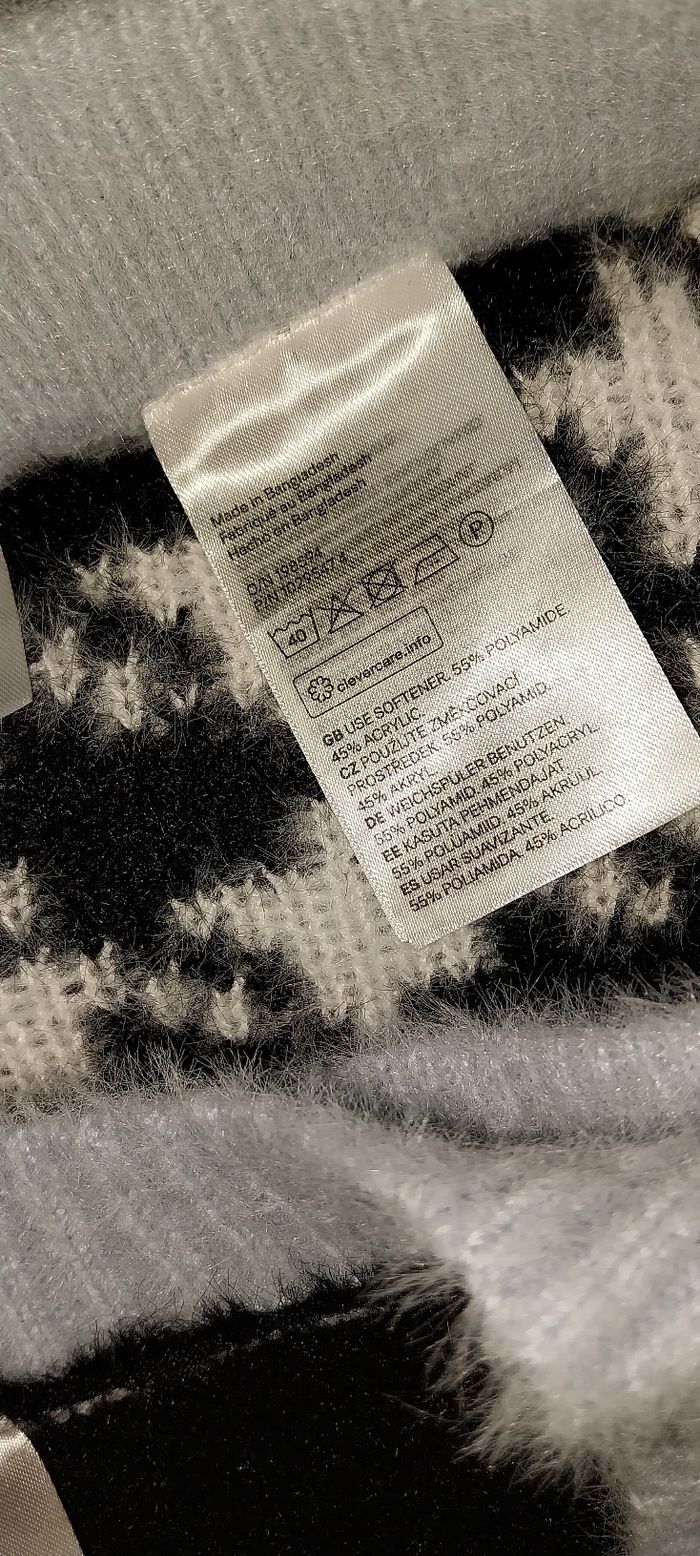 Made in Bangladesh
Fabriqué au Bangladesh
Hecho en Bangladesh
O/N 198524
P/N
40 P
clevercare.info
GB USE SOFTENER. 55% POLYAMIDE.
45% ACRYLIC.
CZ POUŽIJTE ZMĚKČOVACÍ
PROSTŘEDEK. 55% POLYAMID.
45% AKRYL.
DE WEICHSPÜLER BENUTZEN.
55% POLYAMID. 45% POLYACRYL.
EE KASUTA PEHMENDAJAT.
55% POLÜAMIID. 45% AKRÜÜL.
ES USAR SUAVIZANTE.
55% POLIAMIDA. 45% ACRÍLICO.